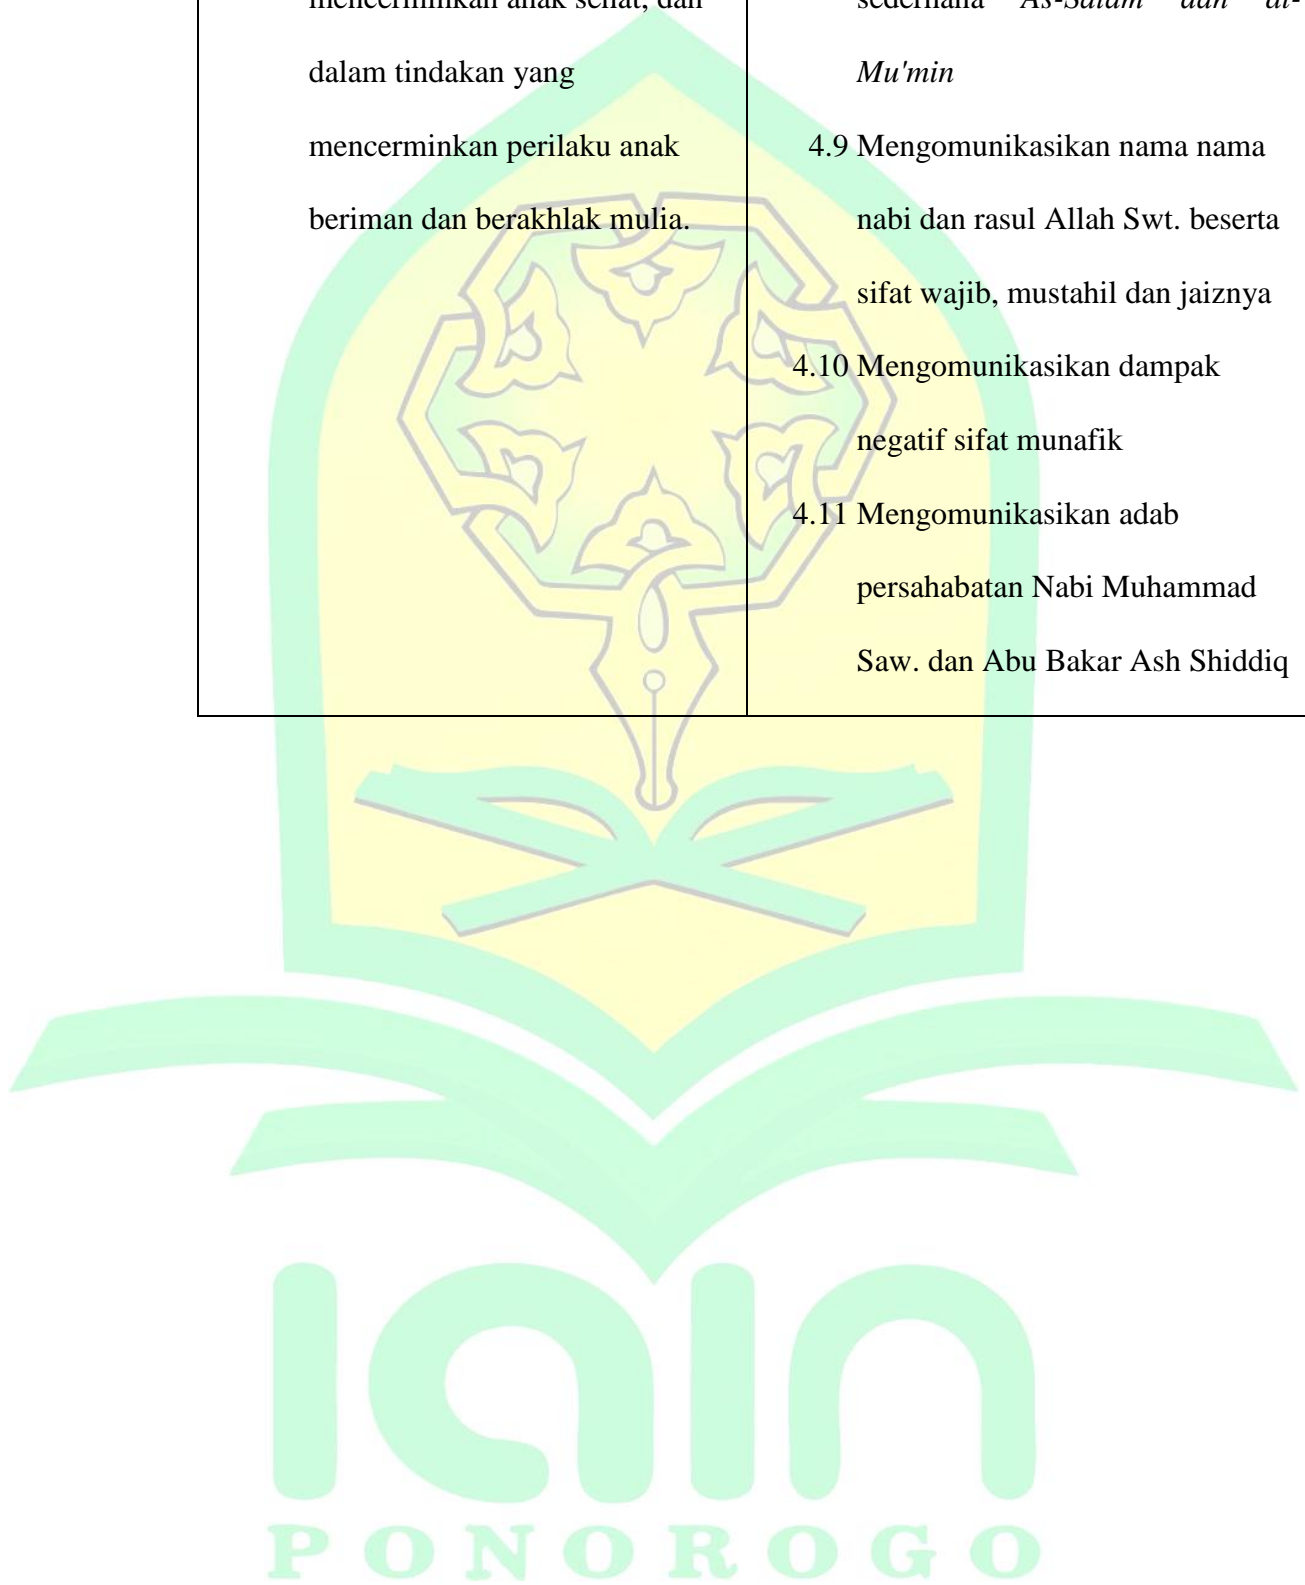 mencerminkan anak sehat, dan
dalam tindakan yang
mencerminkan perilaku anak
beriman dan berakhlak mulia.
sederhana As-Salam dan al-
Mu'min
4.9 Mengomunikasikan nama nama
nabi dan rasul Allah Swt. beserta
sifat wajib, mustahil dan jaiznya
4.10 Mengomunikasikan dampak
negatif sifat munafik
4.11 Mengomunikasikan adab
persahabatan Nabi Muhammad
Saw. dan Abu Bakar Ash Shiddiq
iain
PONOROGO